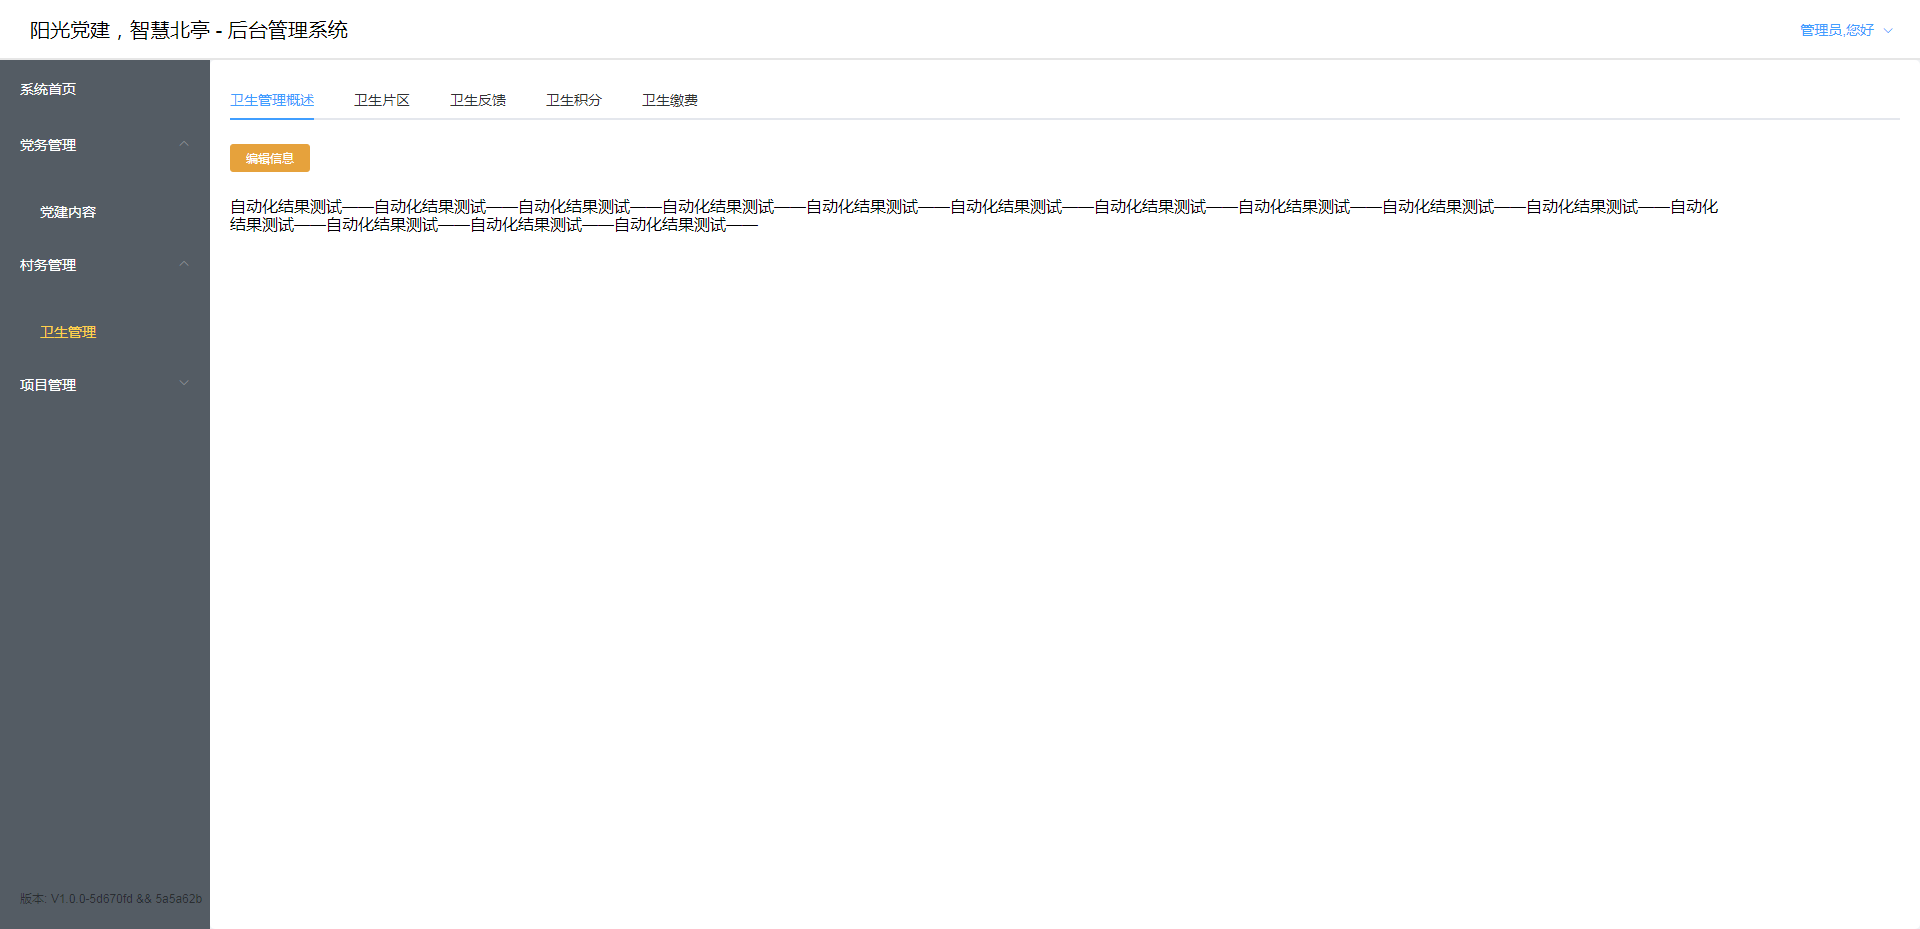 阳光党建，智慧北亭 - 后台管理系统
管理员,您好
系统首页
党务管理
党建内容
村务管理
卫生管理
项目管理
版本: V1.0.0-5d670fd && 5a5a62b
卫生管理概述 卫生片区 卫生反馈 卫生积分 卫生缴费
编辑信息
自动化结果测试——自动化结果测试——自动化结果测试——自动化结果测试——自动化结果测试——自动化结果测试——自动化结果测试——自动化结果测试——自动化结果测试——自动化结果测试——自动化
结果测试——自动化结果测试——自动化结果测试——自动化结果测试——